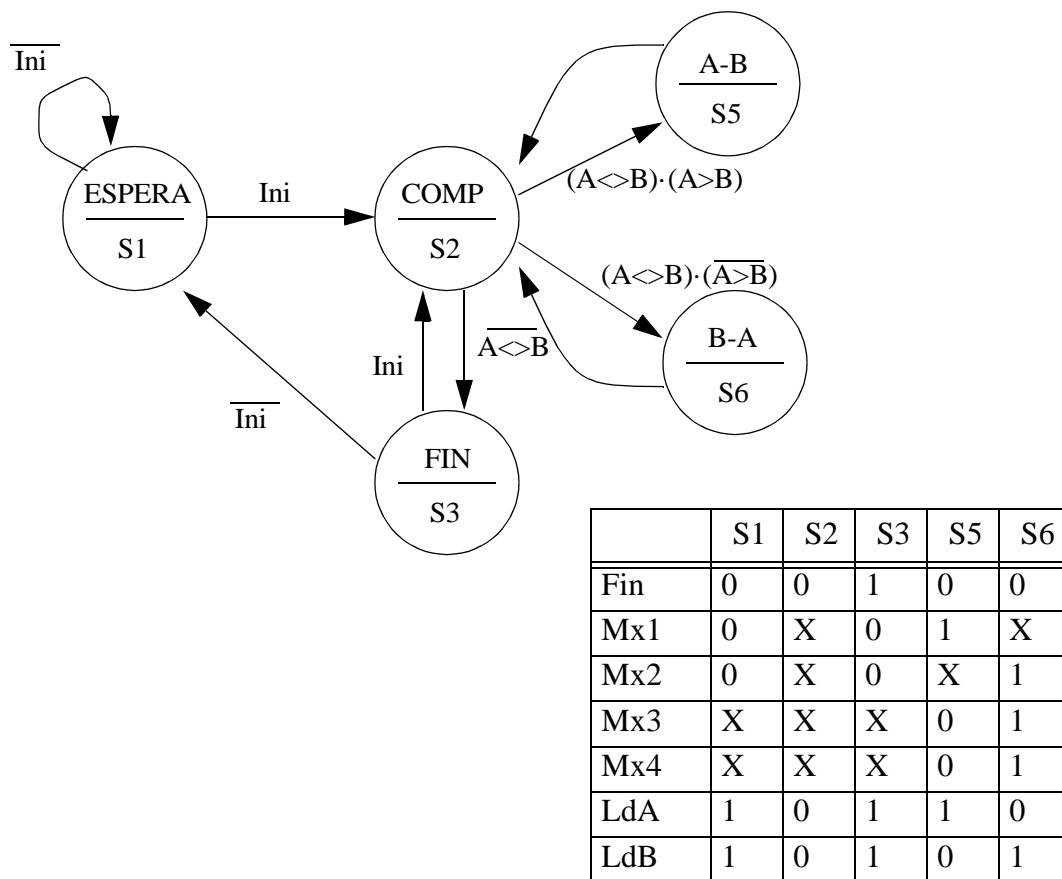 Ini
ESPERA
S1
Ini
COMP
S2
A-B
S5
(A<>B)·(A>B)
(A<>B)·(A>B)
B-A
S6
A<>B
Ini
Ini
FIN
S3
S1 S2 S3 S5 S6
Fin 0 0 1 0 0
Mx1 0 X 0 1 X
Mx2 0 X 0 X 1
Mx3 X X X 0 1
Mx4 X X X 0 1
LdA 1 0 1 1 0
LdB 1 0 1 0 1